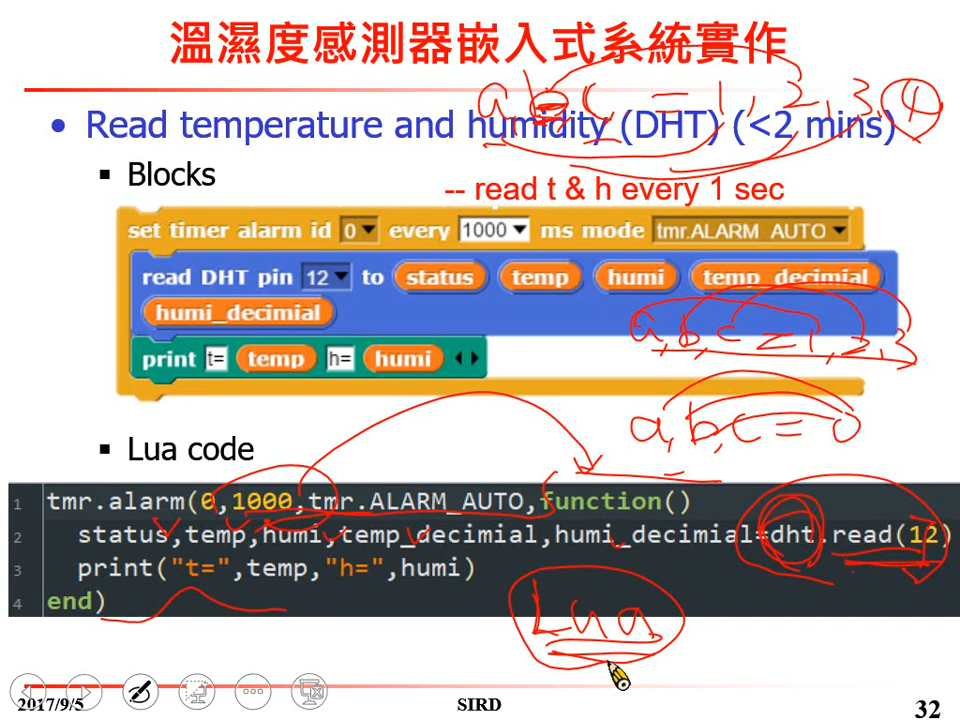 溫濕度感測器嵌入式系統實作
a, b, c, = 1, 2, 3, 4
• Read temperature and humidity (DHT) (<2 mins)
▪ Blocks
-- read t & h every 1 sec
set timer alarm id 0 every 1000 ms mode tmr.ALARM_AUTO
read DHT pin 12 to status temp humi temp_decimial
humi_decimial
a, b, c = 1, 2, 3
print t= temp h= humi
a, b, c = 0
▪ Lua code
1 tmr.alarm(0,1000,tmr.ALARM_AUTO,function()
2 status,temp,humi,temp_decimial,humi_decimial=dht.read(12)
3 print("t=",temp,"h=",humi)
4 end)
Lua
2017/9/5 SIRD 32